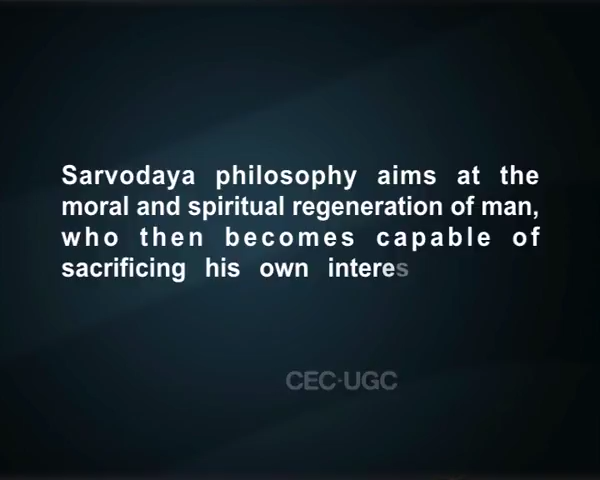 Sarvodaya philosophy aims at the
moral and spiritual regeneration of man,
who then becomes capable of
sacrificing his own interes
CEC·UGC